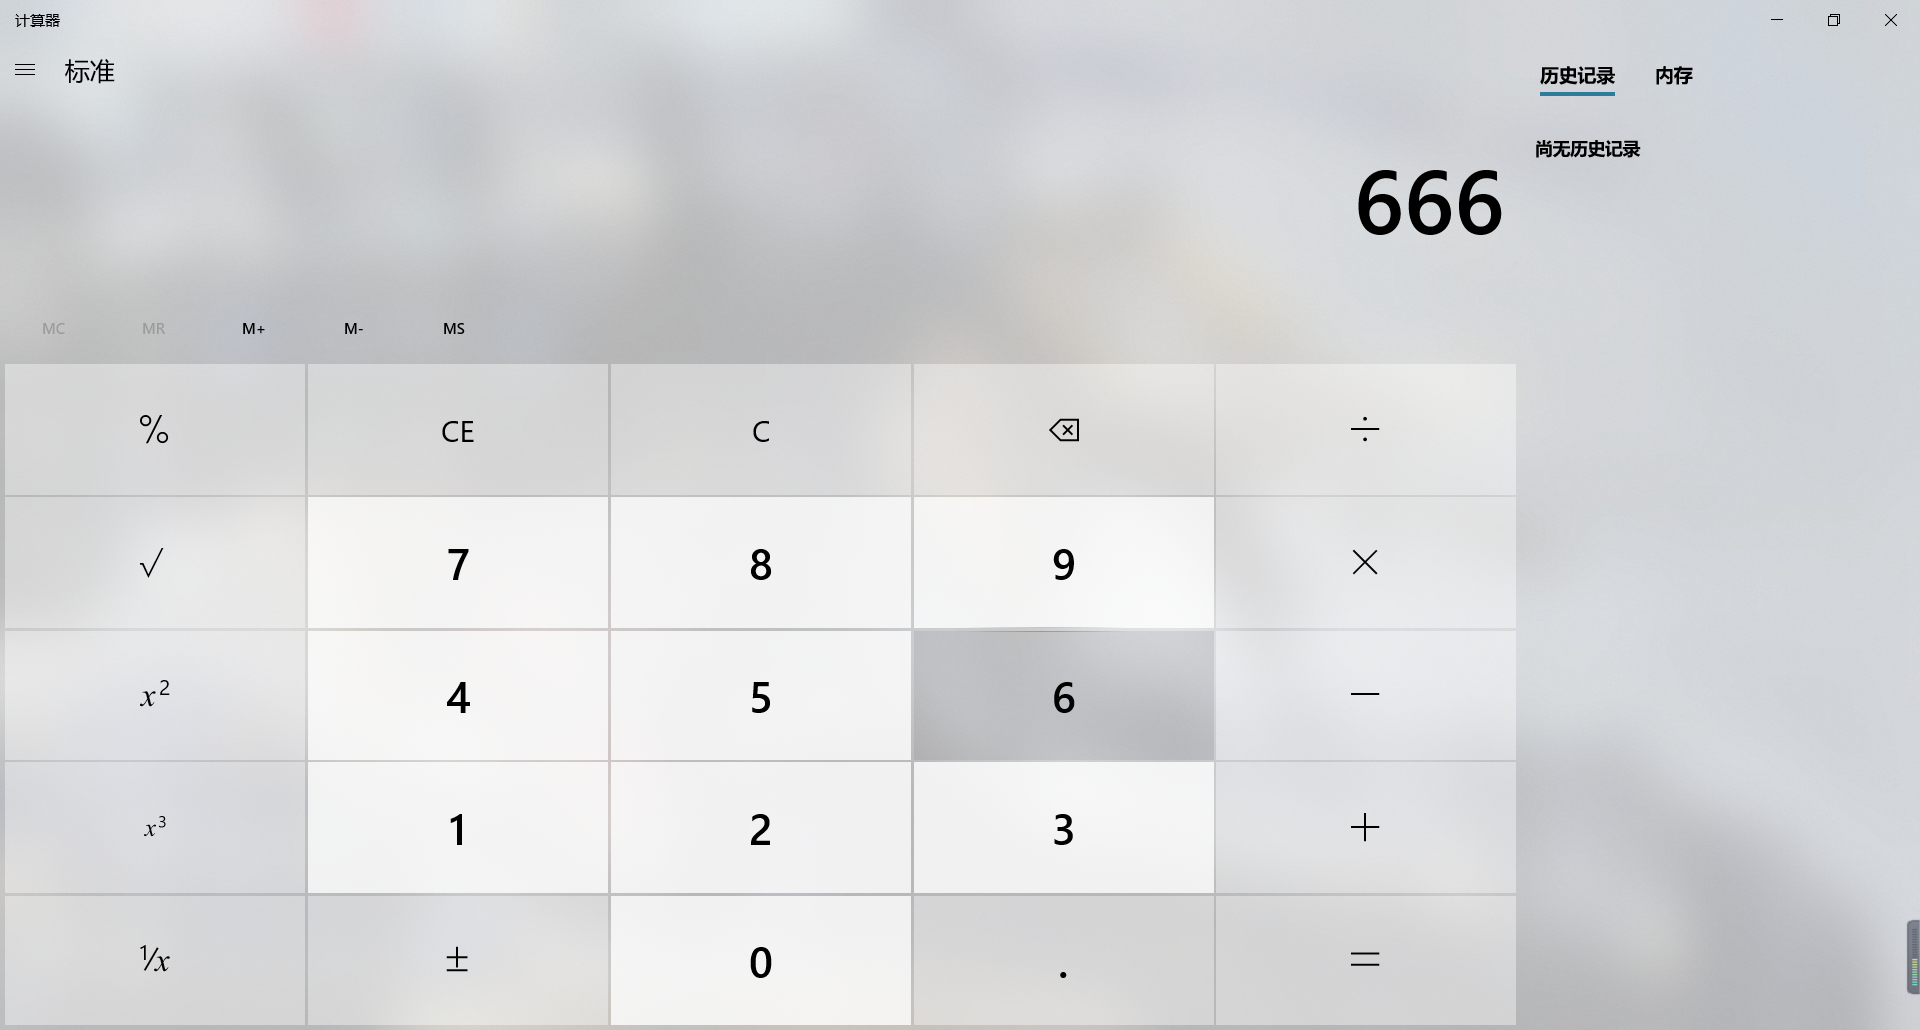 计算器
标准
历史记录 内存
尚无历史记录
666
MC MR M+ M- MS
% CE C ÷
√ 7 8 9 ×
x² 4 5 6 −
x³ 1 2 3 +
¹/x ± 0 . =